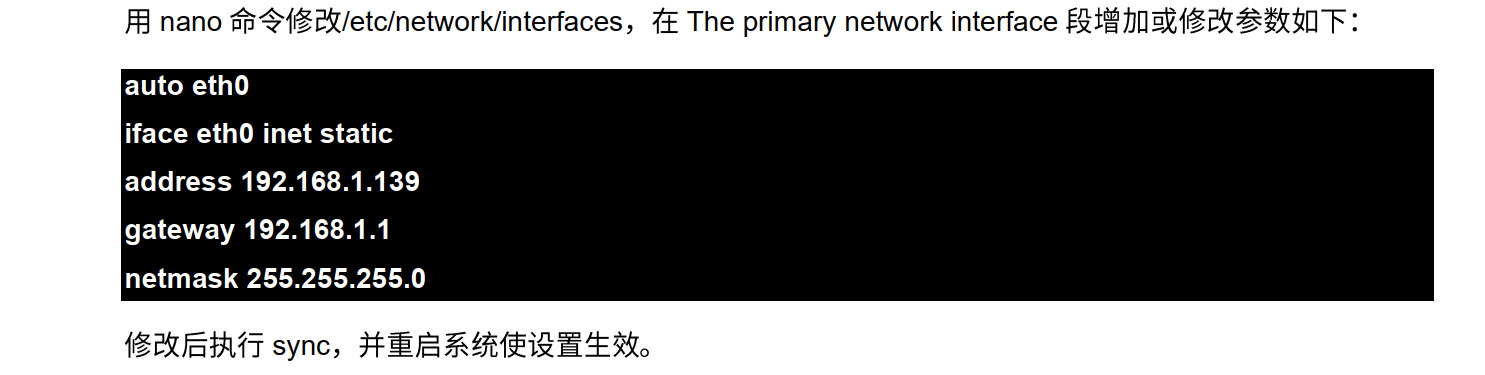 用 nano 命令修改/etc/network/interfaces，在 The primary network interface 段增加或修改参数如下：
auto eth0
iface eth0 inet static
address 192.168.1.139
gateway 192.168.1.1
netmask 255.255.255.0
修改后执行 sync，并重启系统使设置生效。